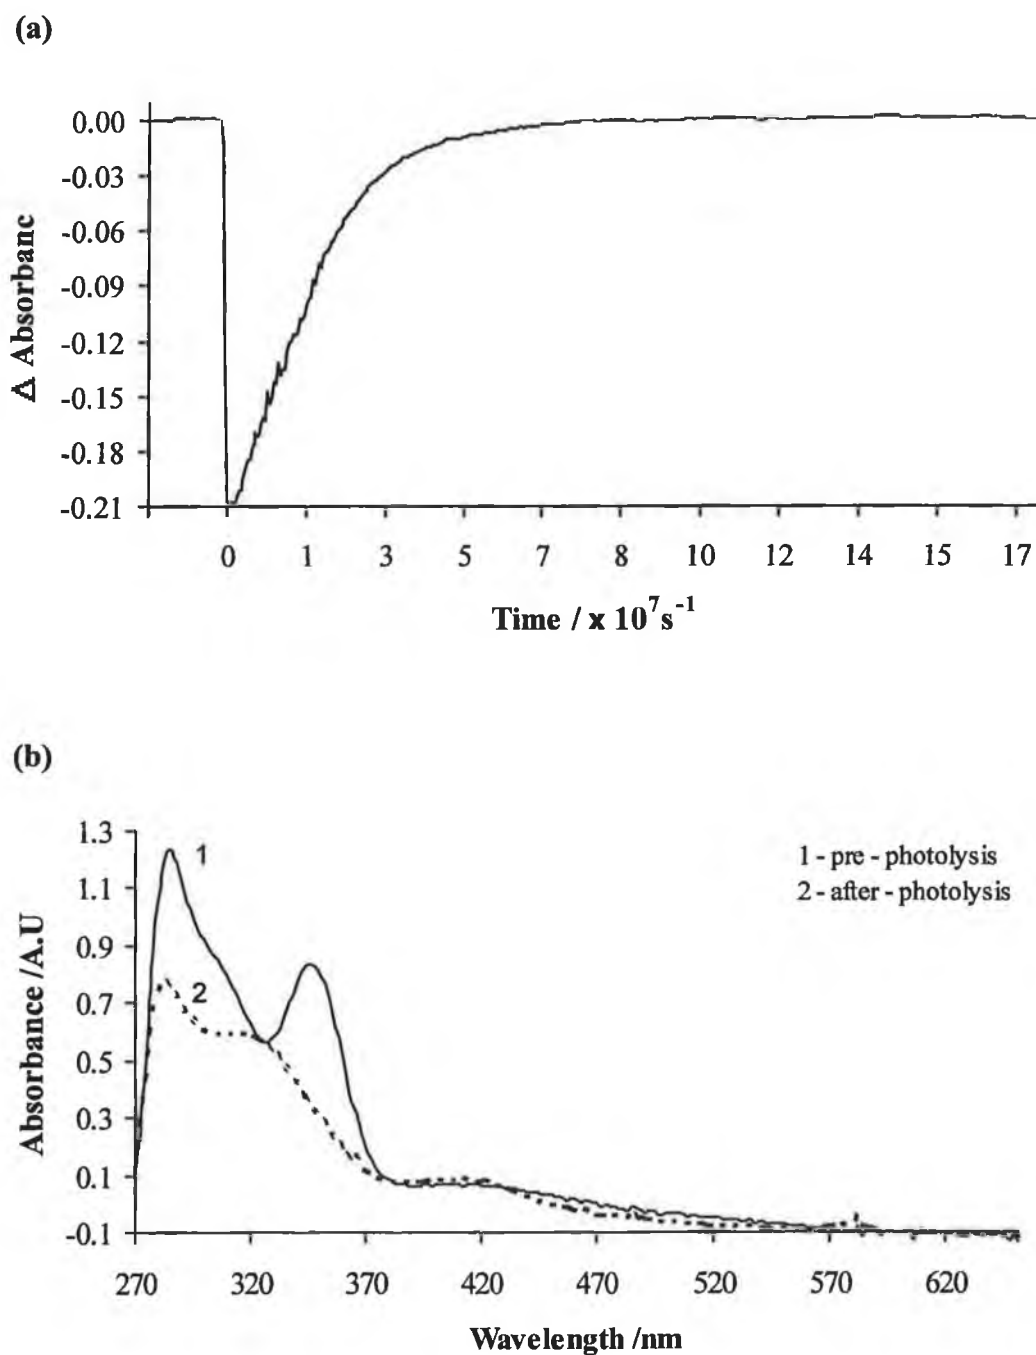 (a)
0.00
-0.03
-0.06
-0.09
-0.12
-0.15
-0.18
-0.21
Δ Absorbanc
0 1 3 5 7 8 10 12 14 15 17
Time / x 10⁷s⁻¹
(b)
1.3
1.1
0.9
0.7
0.5
0.3
0.1
-0.1
Absorbance /A.U
1
2
1 - pre - photolysis
2 - after - photolysis
270 320 370 420 470 520 570 620
Wavelength /nm